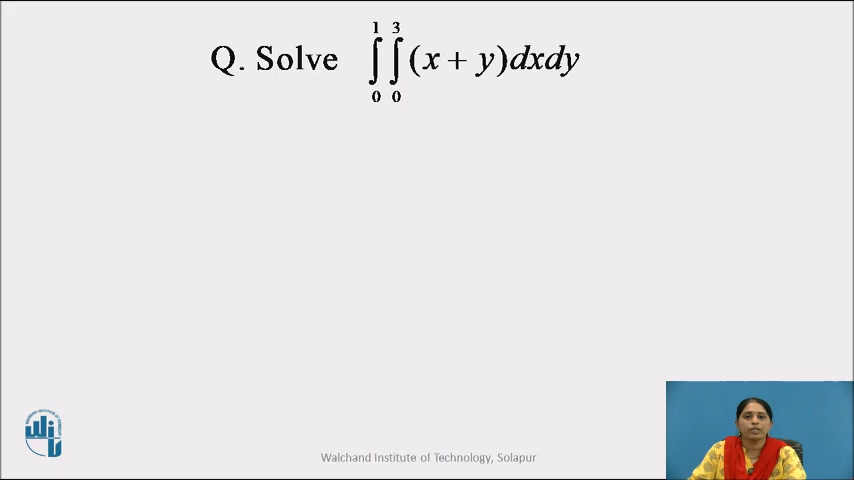 Q. Solve ∫₀¹ ∫₀³ (x + y)dxdy
Walchand Institute of Technology, Solapur